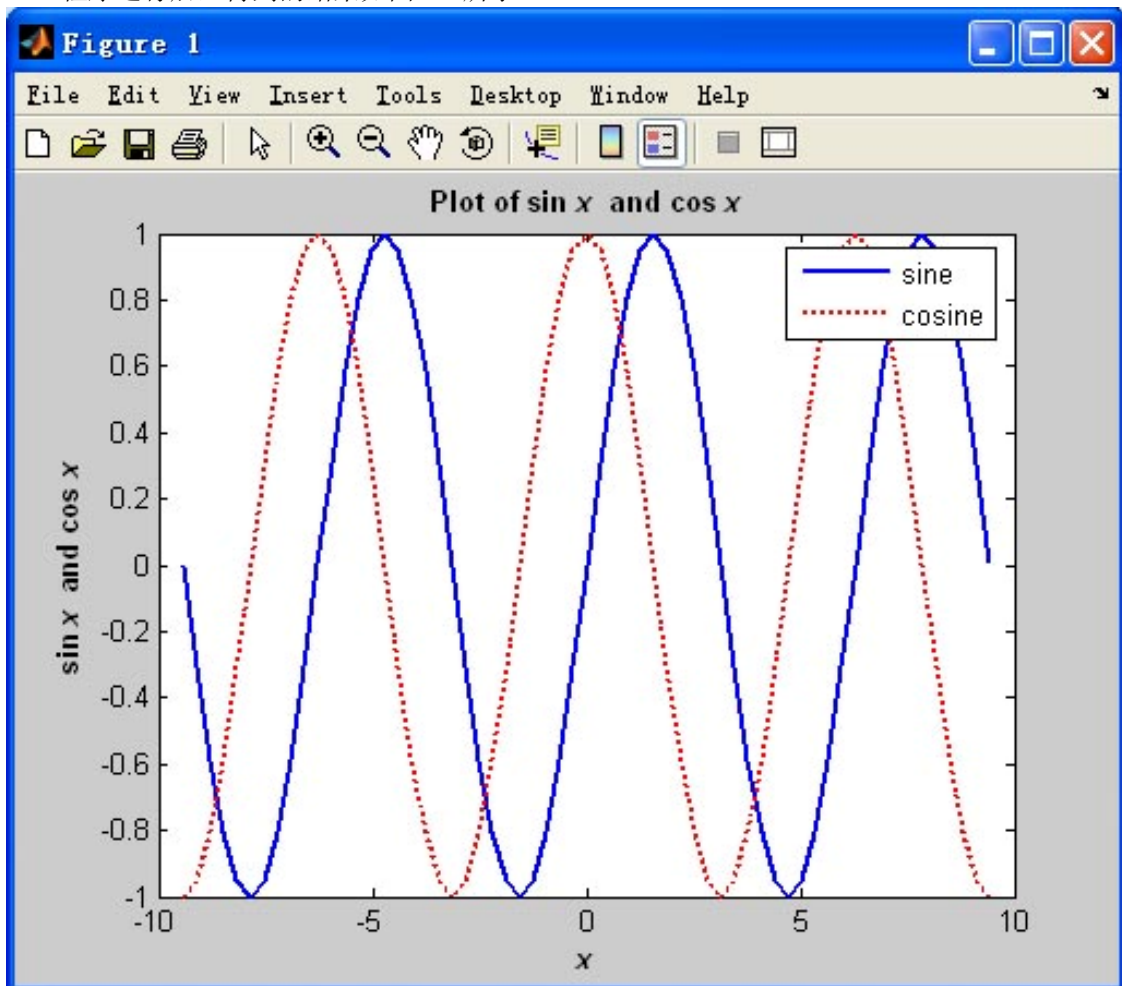 Figure 1
File Edit View Insert Tools Desktop Window Help
Plot of sin x and cos x
sine
cosine
1
0.8
0.6
0.4
0.2
0
-0.2
-0.4
-0.6
-0.8
-1
sin x and cos x
-10 -5 0 5 10
x